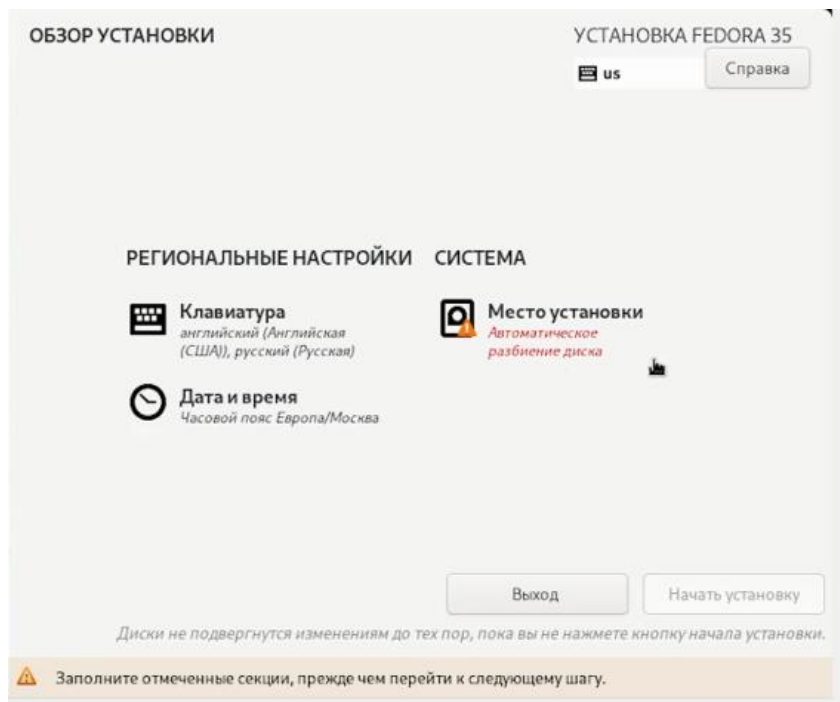 ОБЗОР УСТАНОВКИ
УСТАНОВКА FEDORA 35
us
Справка
РЕГИОНАЛЬНЫЕ НАСТРОЙКИ
СИСТЕМА
Клавиатура
английский (Английская
(США)), русский (Русская)
Место установки
Автоматическое
разбиение диска
Дата и время
Часовой пояс Европа/Москва
Выход
Начать установку
Диски не подвергнутся изменениям до тех пор, пока вы не нажмете кнопку начала установки.
Заполните отмеченные секции, прежде чем перейти к следующему шагу.